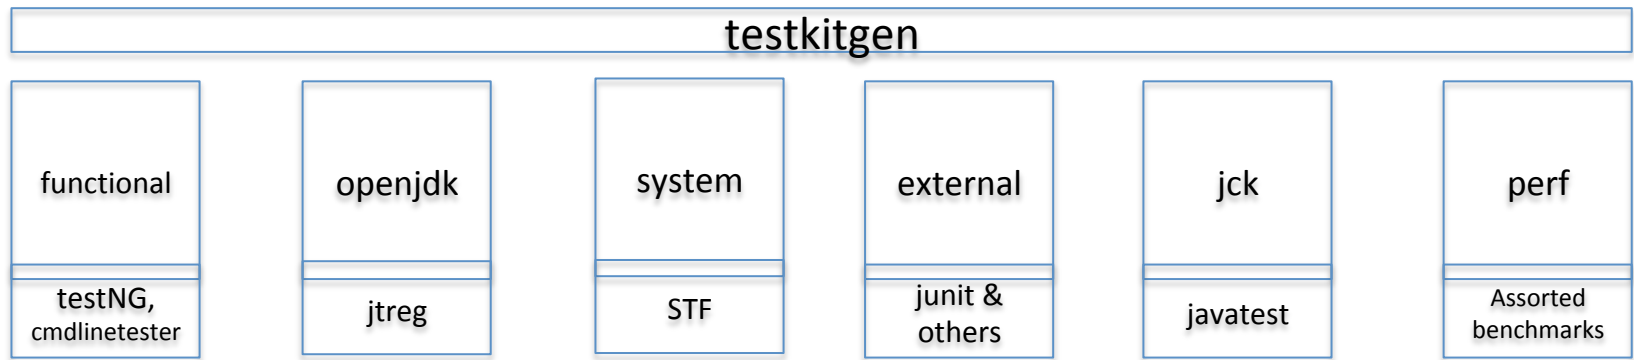 testkitgen
functional
openjdk
system
external
jck
perf
testNG,
cmdlinetester
jtreg
STF
junit &
others
javatest
Assorted
benchmarks